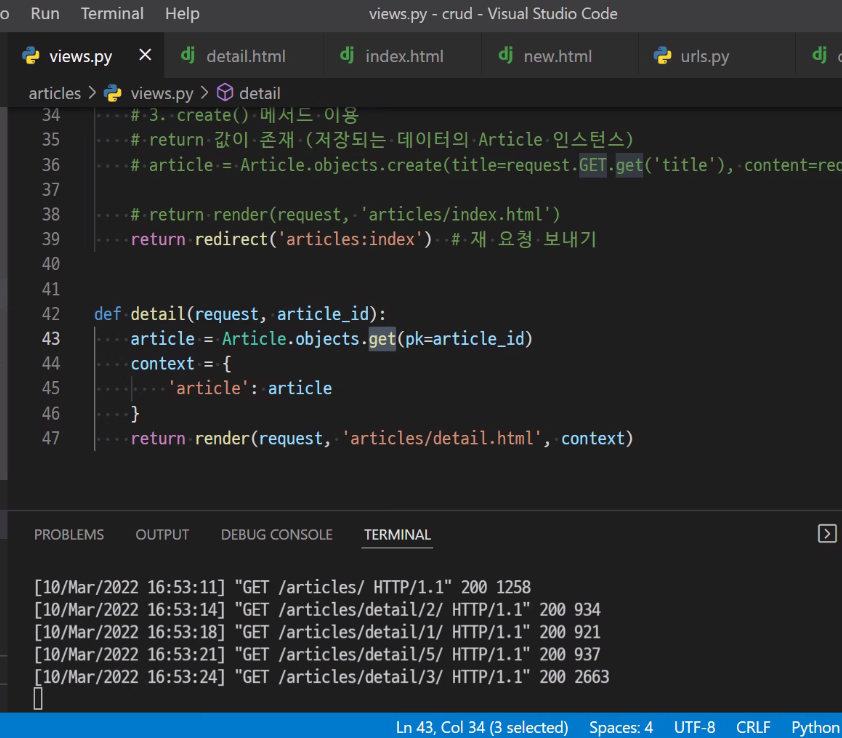 Run Terminal Help views.py - crud - Visual Studio Code
views.py detail.html index.html new.html urls.py
articles > views.py > detail
34 # 3. create() 메서드 이용
35 # return 값이 존재 (저장되는 데이터의 Article 인스턴스)
36 # article = Article.objects.create(title=request.GET.get('title'), content=req
37
38 # return render(request, 'articles/index.html')
39 return redirect('articles:index') # 재 요청 보내기
40
41
42 def detail(request, article_id):
43 article = Article.objects.get(pk=article_id)
44 context = {
45 'article': article
46 }
47 return render(request, 'articles/detail.html', context)
PROBLEMS OUTPUT DEBUG CONSOLE TERMINAL
[10/Mar/2022 16:53:11] "GET /articles/ HTTP/1.1" 200 1258
[10/Mar/2022 16:53:14] "GET /articles/detail/2/ HTTP/1.1" 200 934
[10/Mar/2022 16:53:18] "GET /articles/detail/1/ HTTP/1.1" 200 921
[10/Mar/2022 16:53:21] "GET /articles/detail/5/ HTTP/1.1" 200 937
[10/Mar/2022 16:53:24] "GET /articles/detail/3/ HTTP/1.1" 200 2663
Ln 43, Col 34 (3 selected) Spaces: 4 UTF-8 CRLF Python